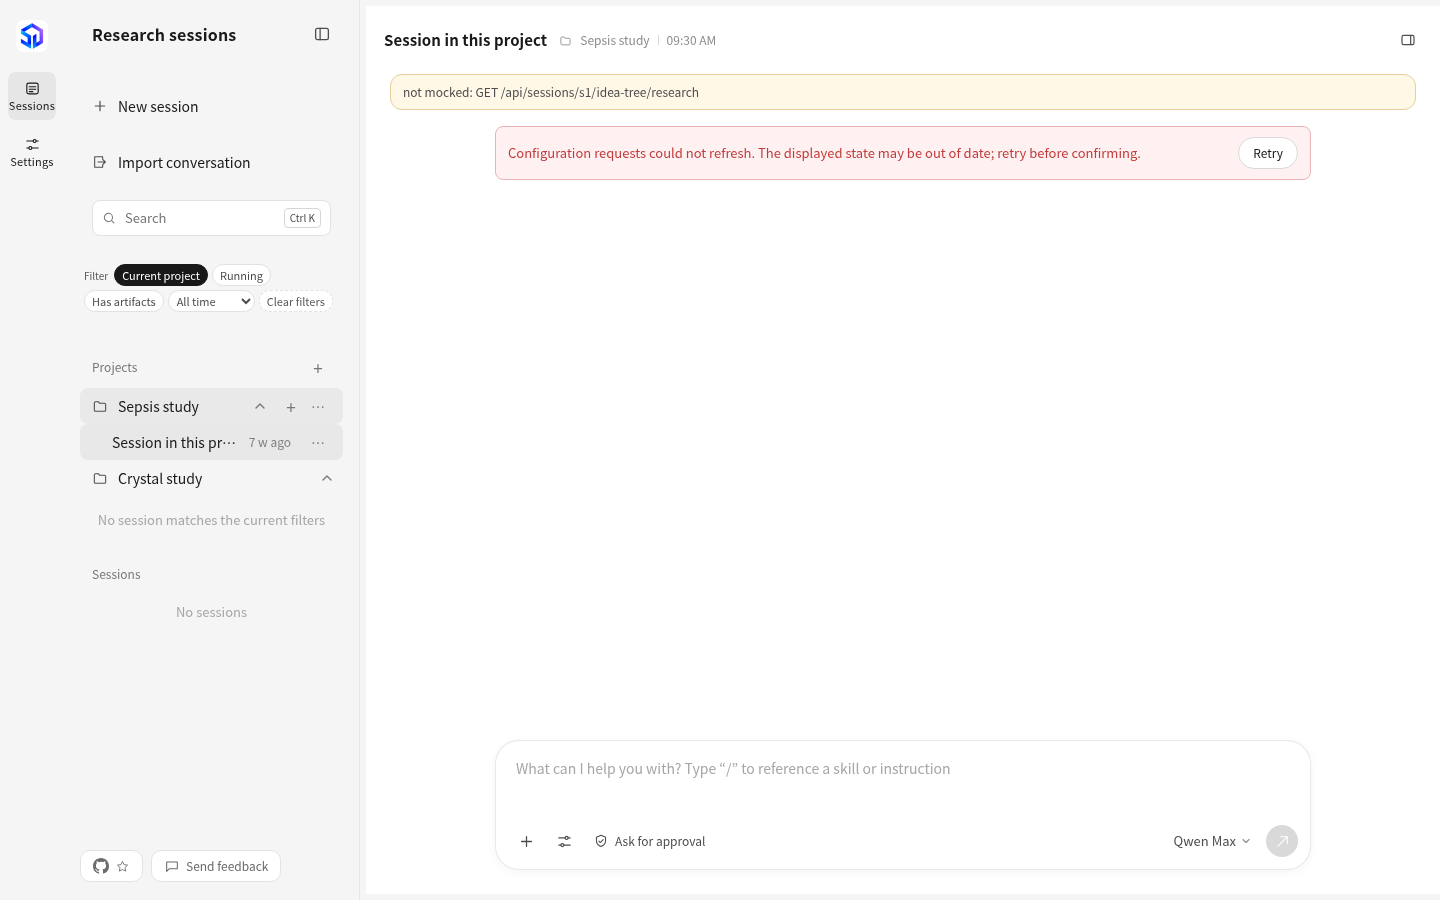 Research sessions
Sessions
Settings
New session
Import conversation
Search
Ctrl K
Filter
Current project
Running
Has artifacts
All time
Clear filters
Projects
Sepsis study
Session in this pr···
7 w ago
Crystal study
No session matches the current filters
Sessions
No sessions
Send feedback
Session in this project
Sepsis study
09:30 AM
not mocked: GET /api/sessions/s1/idea-tree/research
Configuration requests could not refresh. The displayed state may be out of date; retry before confirming.
Retry
What can I help you with? Type “/” to reference a skill or instruction
Ask for approval
Qwen Max